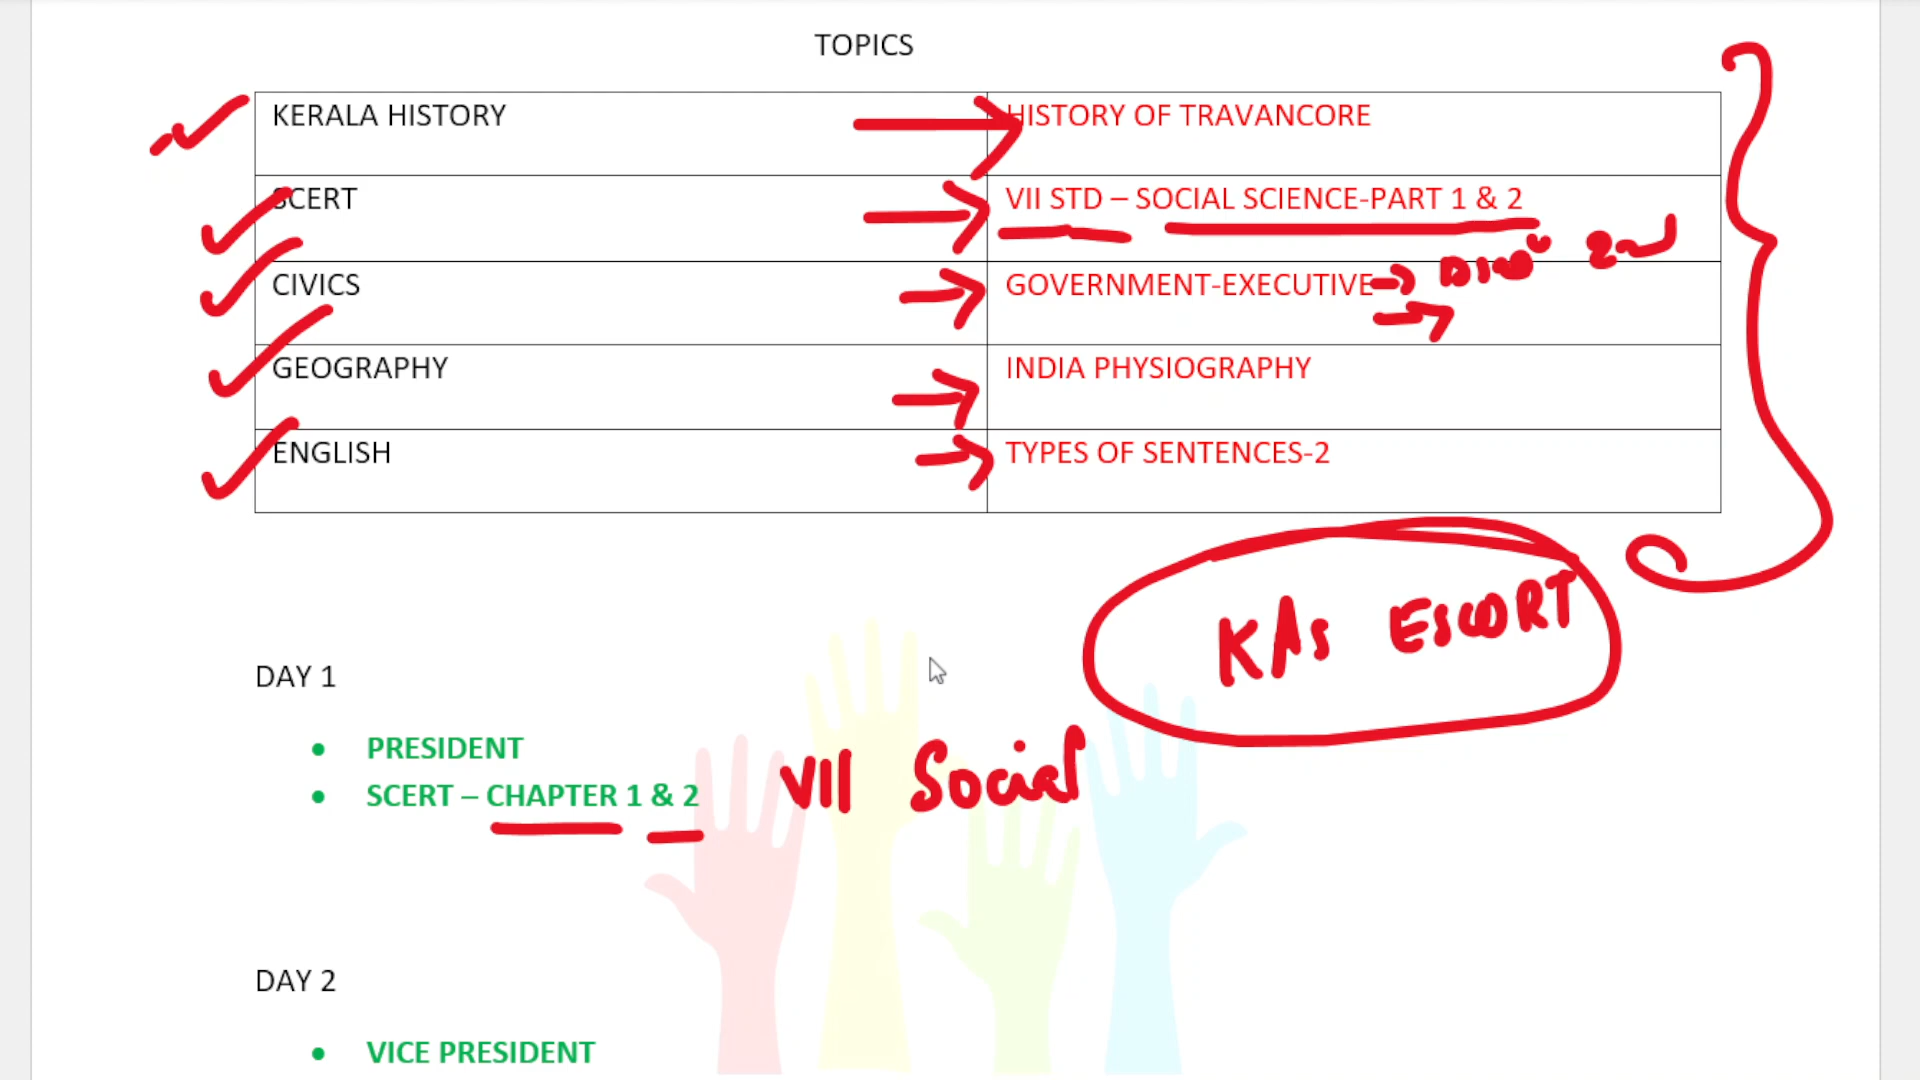 TOPICS
KERALA HISTORY HISTORY OF TRAVANCORE
SCERT VII STD – SOCIAL SCIENCE-PART 1 & 2
CIVICS GOVERNMENT-EXECUTIVE
GEOGRAPHY INDIA PHYSIOGRAPHY
ENGLISH TYPES OF SENTENCES-2
KAS ESCORT
DAY 1
• PRESIDENT
• SCERT – CHAPTER 1 & 2 VII Social
DAY 2
• VICE PRESIDENT